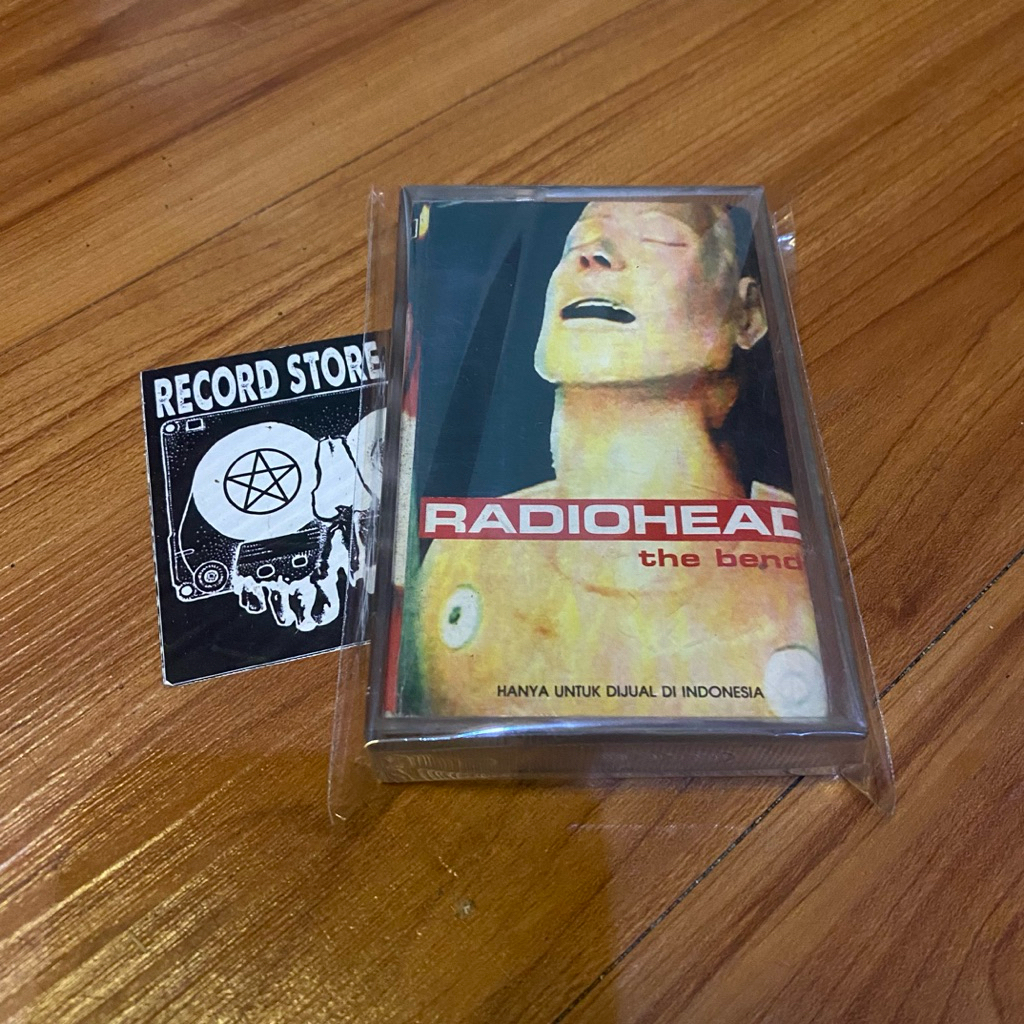 RECORD STORE
RADIOHEAD
the bend
HANYA UNTUK DIJUAL DI INDONESIA